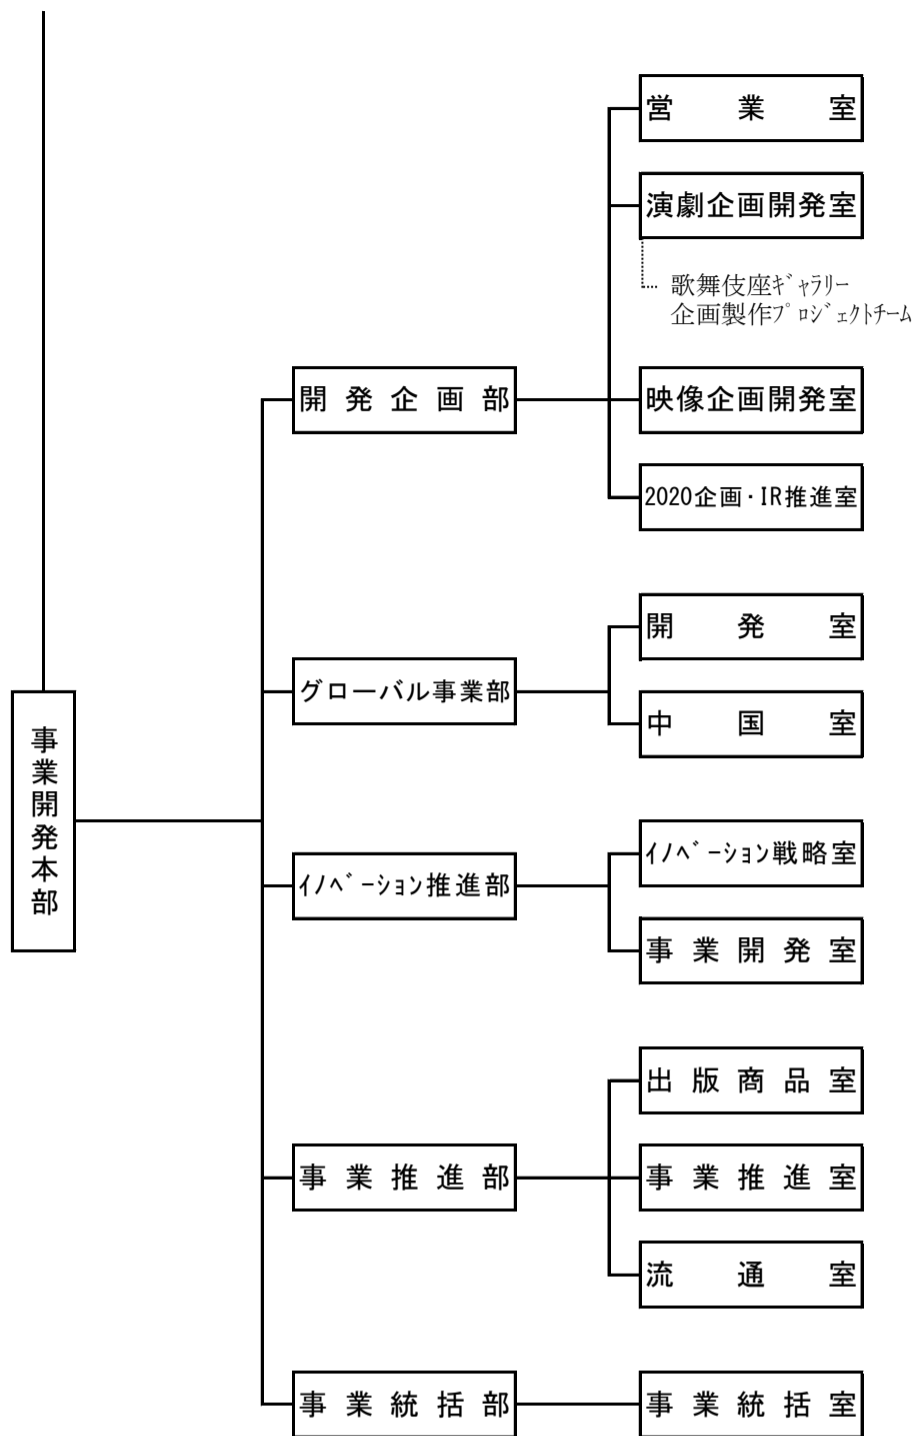 営業室
演劇企画開発室
歌舞伎座ｷﾞｬﾗﾘｰ
企画製作ﾌﾟﾛｼﾞｪｸﾄﾁｰﾑ
開発企画部
映像企画開発室
2020企画・IR推進室
開発室
グローバル事業部
中国室
事業開発本部
ｲﾉﾍﾞｰｼｮﾝ戦略室
ｲﾉﾍﾞｰｼｮﾝ推進部
事業開発室
出版商品室
事業推進部
事業推進室
流通室
事業統括部
事業統括室